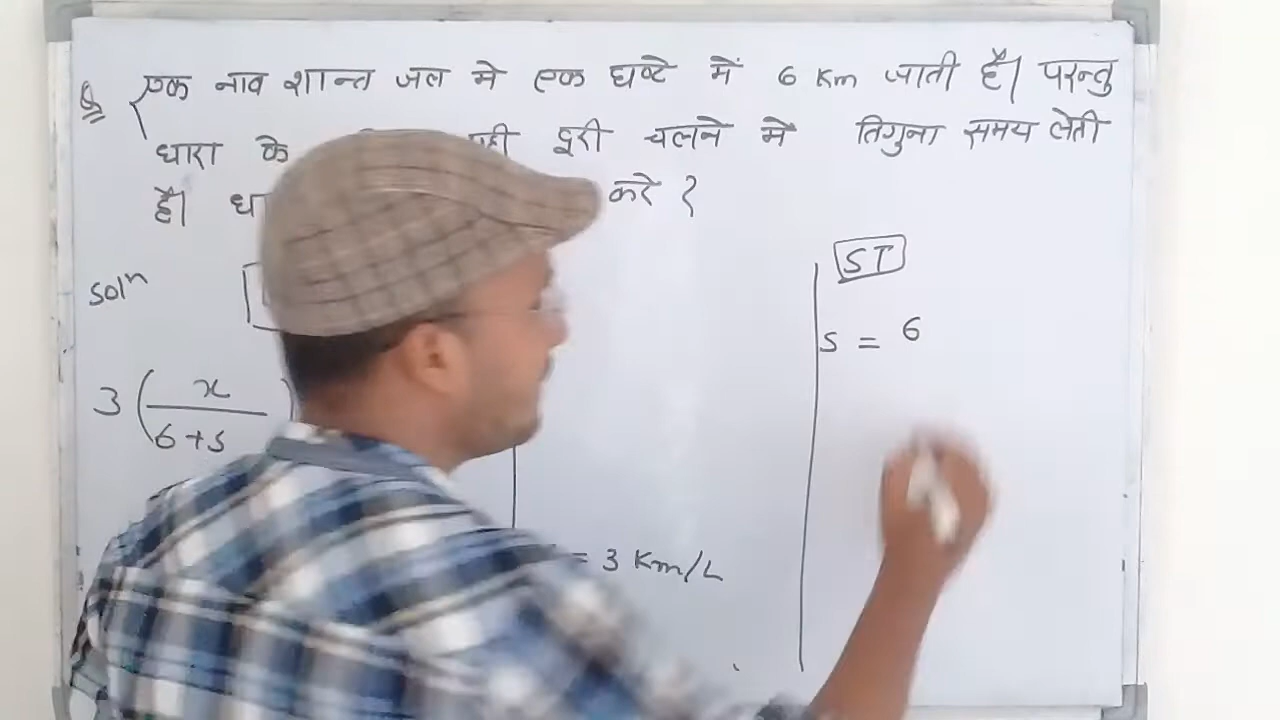 Q एक नाव शान्त जल मे एक घण्टे में 6 Km जाती है। परन्तु
धारा के दूरी चलने मे तिगुना समय लेती
है। करे ?
ST
Solⁿ
S = 6
3 ( x / 6+s )
= 3 Km/h